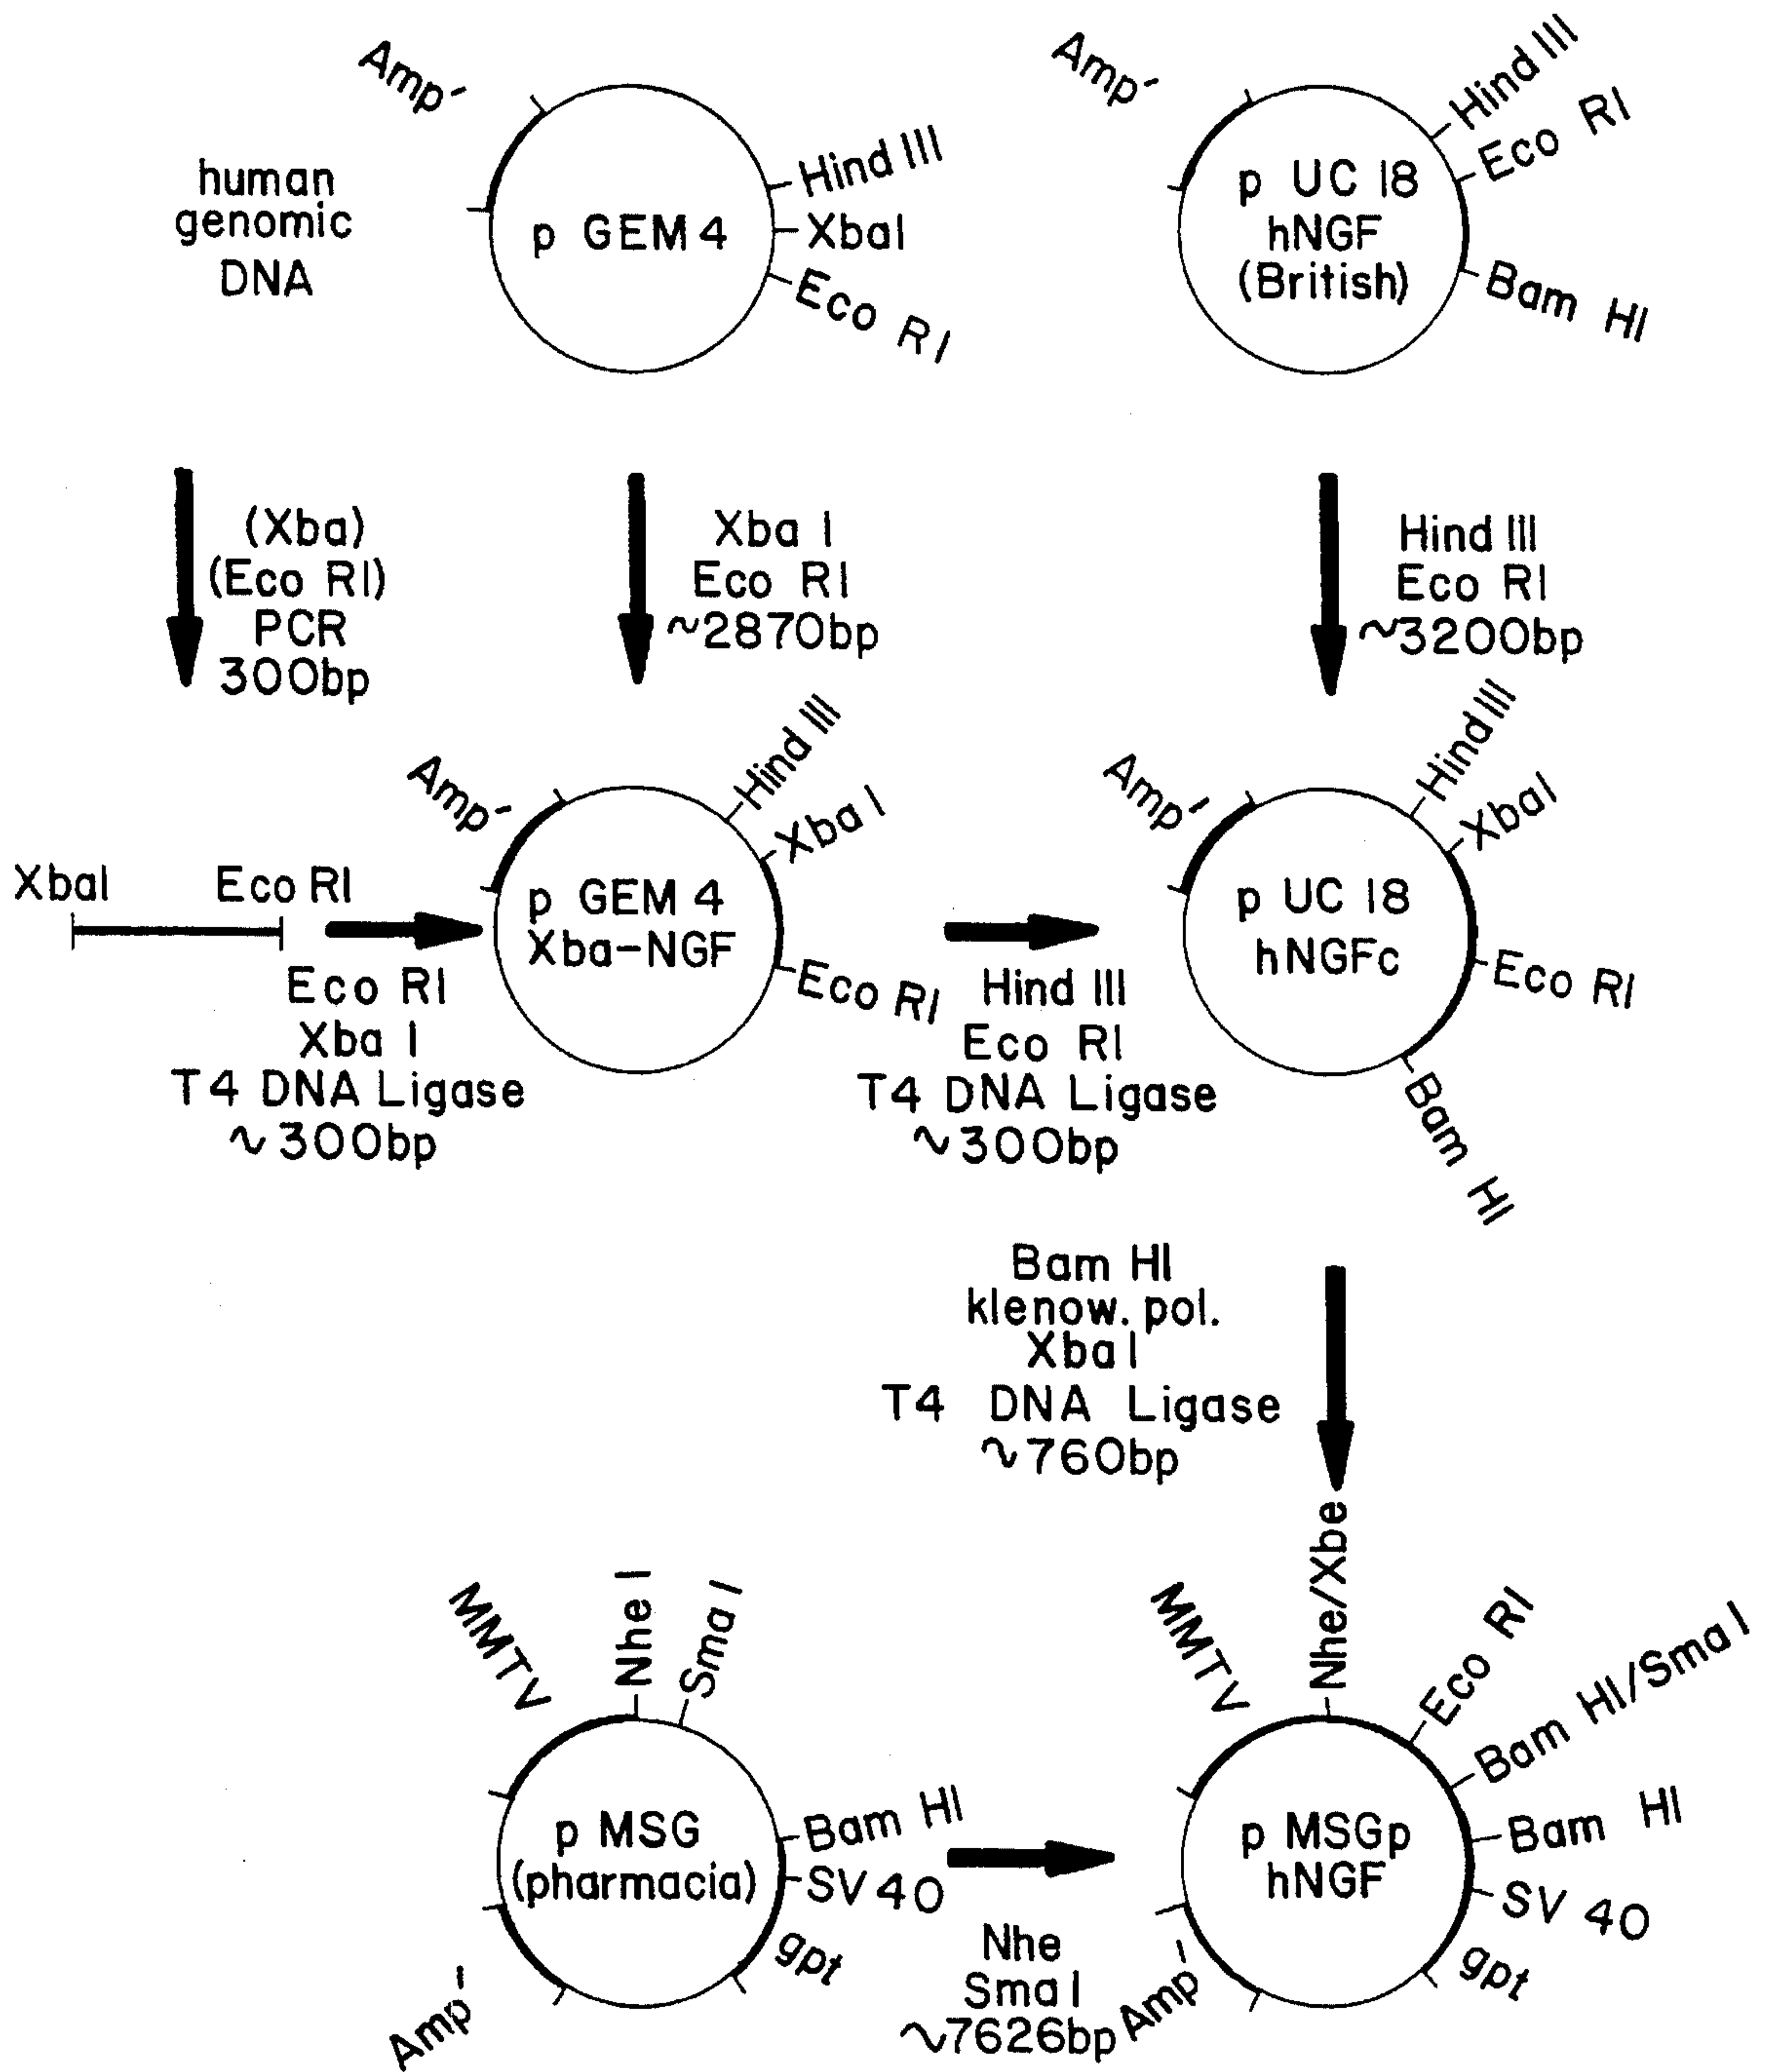 human
genomic
DNA
Amp'
p GEM 4
Hind III
XbaI
Eco RI
Amp'
p UC 18
hNGF
(British)
Hind III
Eco RI
Bam HI
(Xba)
(Eco RI)
PCR
300bp
Xba I
Eco RI
~2870bp
Hind III
Eco RI
~3200bp
XbaI
Eco RI
Eco RI
Xba I
T4 DNA Ligase
~300bp
Amp'
p GEM 4
Xba-NGF
Hind III
Xba I
Eco RI
Hind III
Eco RI
T4 DNA Ligase
~300bp
Amp'
p UC 18
hNGFc
Hind III
XbaI
Eco RI
Bam HI
Bam HI
klenow. pol.
Xba I
T4 DNA Ligase
~760bp
MMTV
Nhe I
Sma I
p MSG
(pharmacia)
Bam HI
SV 40
gpt
Amp'
Nhe
Sma I
~7626bp
MMTV
Nhe/Xbe
Eco RI
Bam HI/Sma I
p MSGp
hNGF
Bam HI
SV 40
gpt
Amp'